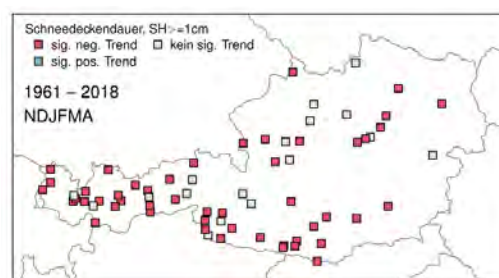 Schneedeckendauer, SH>=1cm
sig. neg. Trend kein sig. Trend
sig. pos. Trend
1961 – 2018
NDJFMA